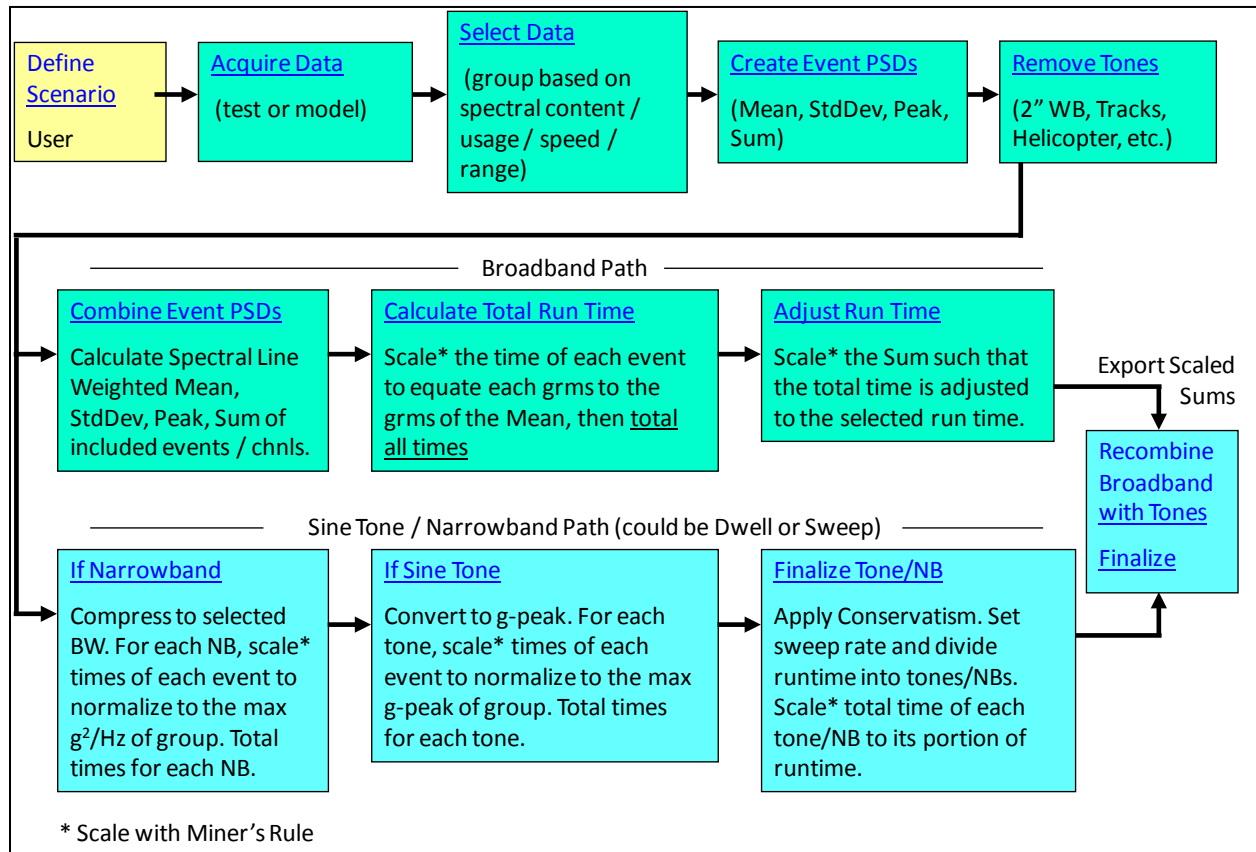 Define
Scenario
User
Acquire Data
(test or model)
Select Data
(group based on
spectral content /
usage / speed /
range)
Create Event PSDs
(Mean, StdDev, Peak,
Sum)
Remove Tones
(2” WB, Tracks,
Helicopter, etc.)
Broadband Path
Combine Event PSDs
Calculate Spectral Line
Weighted Mean,
StdDev, Peak, Sum of
included events / chnls.
Calculate Total Run Time
Scale* the time of each event
to equate each grms to the
grms of the Mean, then total
all times
Adjust Run Time
Scale* the Sum such that
the total time is adjusted
to the selected run time.
Export Scaled
Sums
Recombine
Broadband
with Tones
Finalize
Sine Tone / Narrowband Path (could be Dwell or Sweep)
If Narrowband
Compress to selected
BW. For each NB, scale*
times of each event to
normalize to the max
g²/Hz of group. Total
times for each NB.
If Sine Tone
Convert to g-peak. For each
tone, scale* times of each
event to normalize to the max
g-peak of group. Total times
for each tone.
Finalize Tone/NB
Apply Conservatism. Set
sweep rate and divide
runtime into tones/NBs.
Scale* total time of each
tone/NB to its portion of
runtime.
* Scale with Miner’s Rule